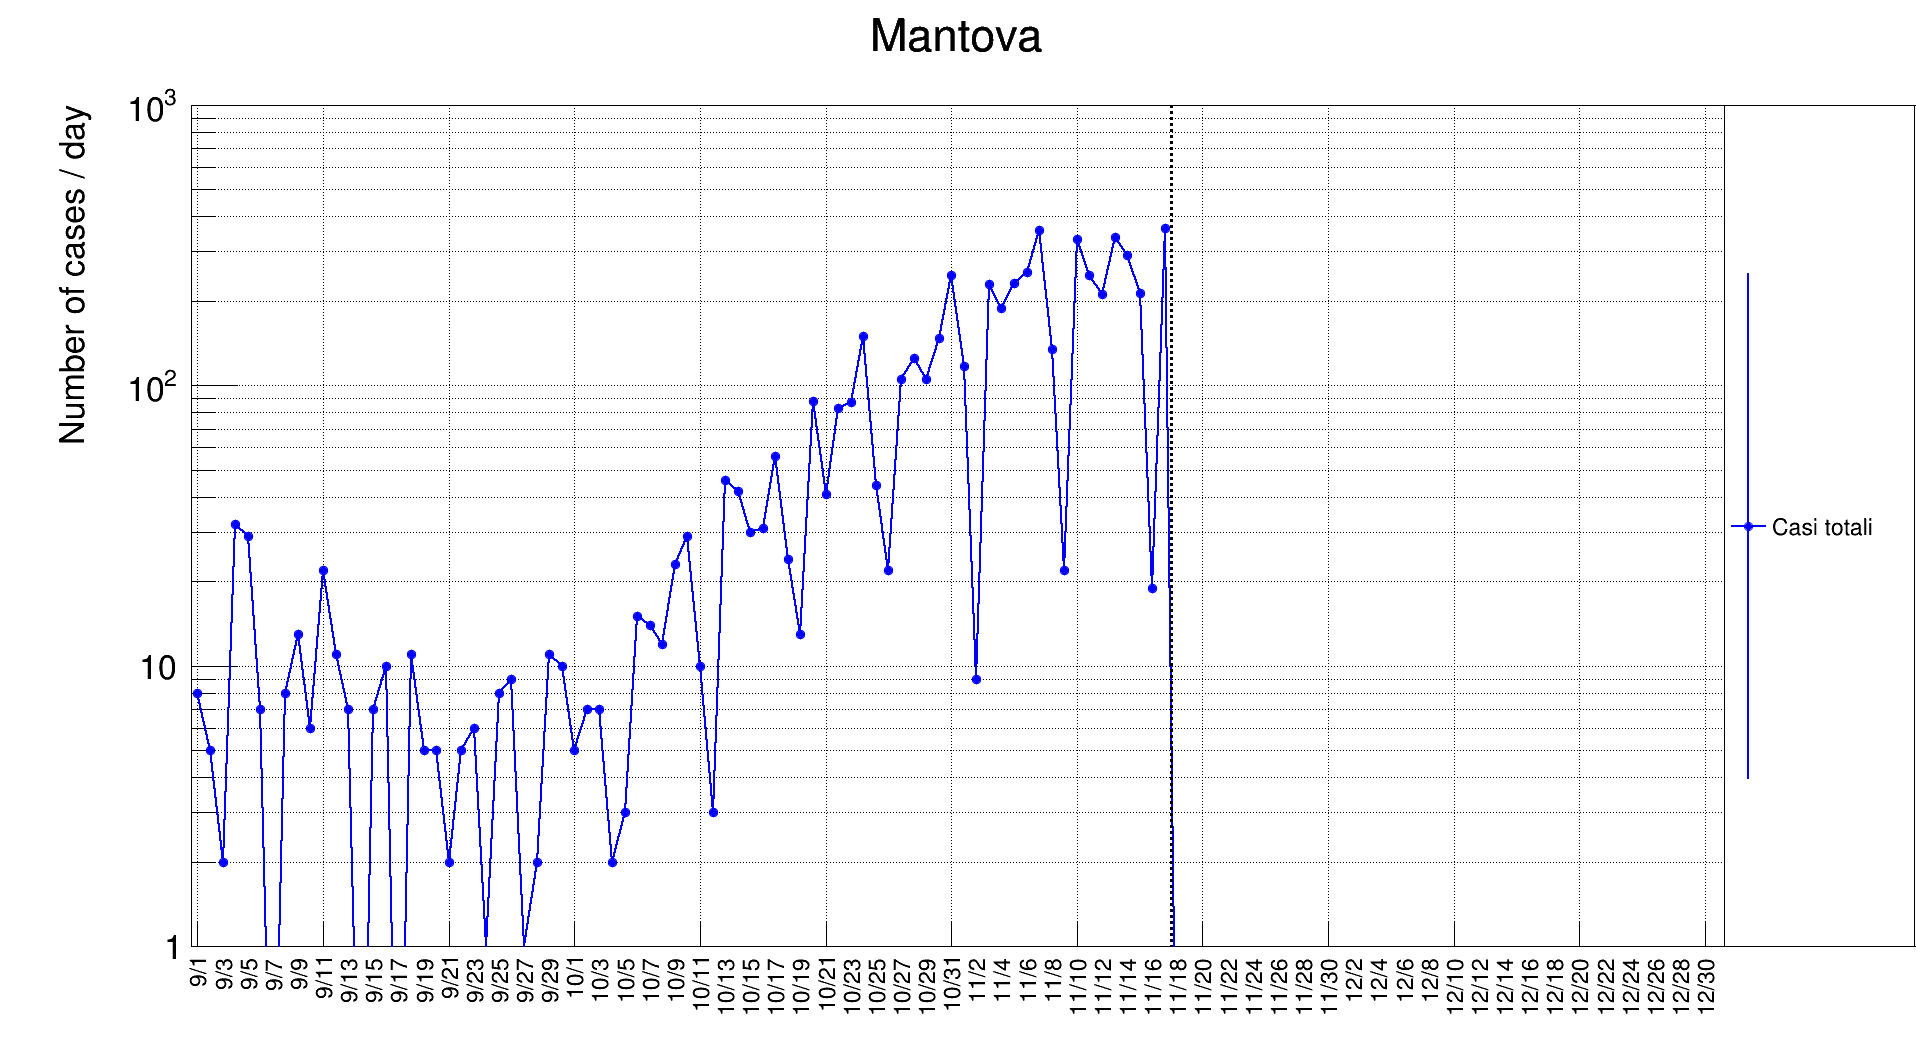 Mantova
Number of cases / day
10³
10²
10
1
9/1 9/3 9/5 9/7 9/9 9/11 9/13 9/15 9/17 9/19 9/21 9/23 9/25 9/27 9/29 10/1 10/3 10/5 10/7 10/9 10/11 10/13 10/15 10/17 10/19 10/21 10/23 10/25 10/27 10/29 10/31 11/2 11/4 11/6 11/8 11/10 11/12 11/14 11/16 11/18 11/20 11/22 11/24 11/26 11/28 11/30 12/2 12/4 12/6 12/8 12/10 12/12 12/14 12/16 12/18 12/20 12/22 12/24 12/26 12/28 12/30
Casi totali